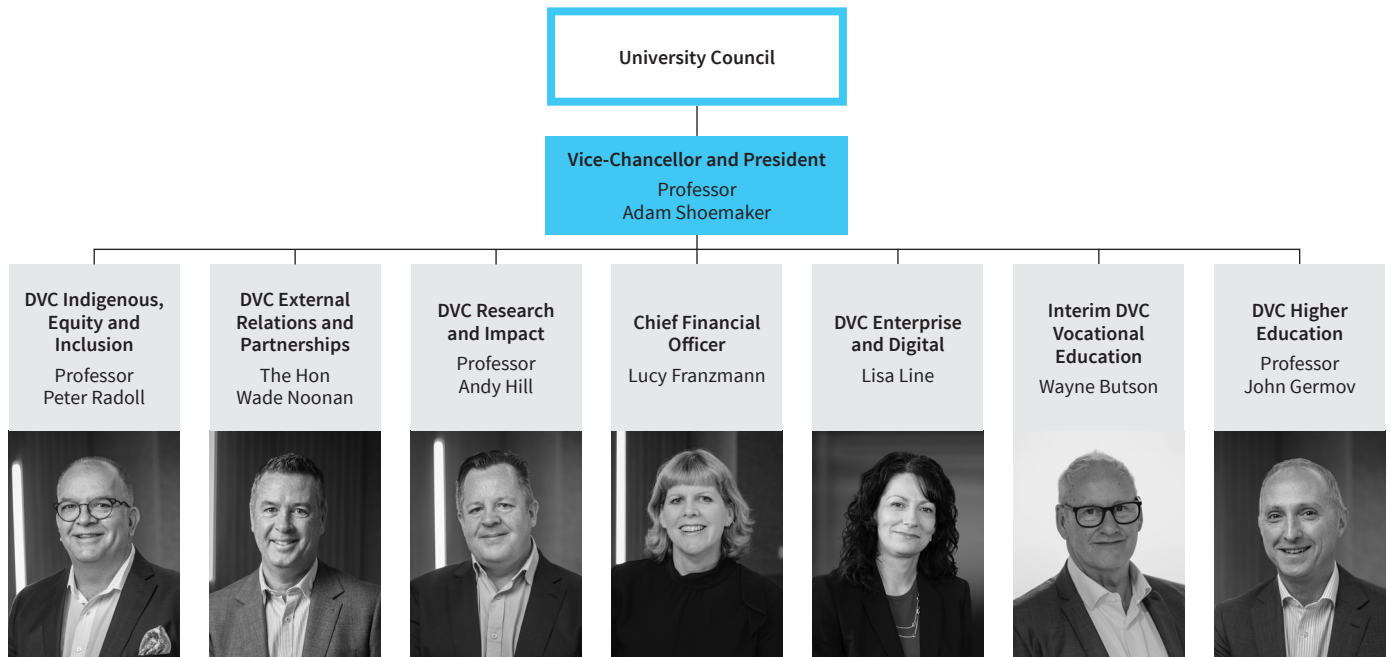 University Council
Vice-Chancellor and President
Professor
Adam Shoemaker
DVC Indigenous,
Equity and
Inclusion
Professor
Peter Radoll
DVC External
Relations and
Partnerships
The Hon
Wade Noonan
DVC Research
and Impact
Professor
Andy Hill
Chief Financial
Officer
Lucy Franzmann
DVC Enterprise
and Digital
Lisa Line
Interim DVC
Vocational
Education
Wayne Butson
DVC Higher
Education
Professor
John Germov